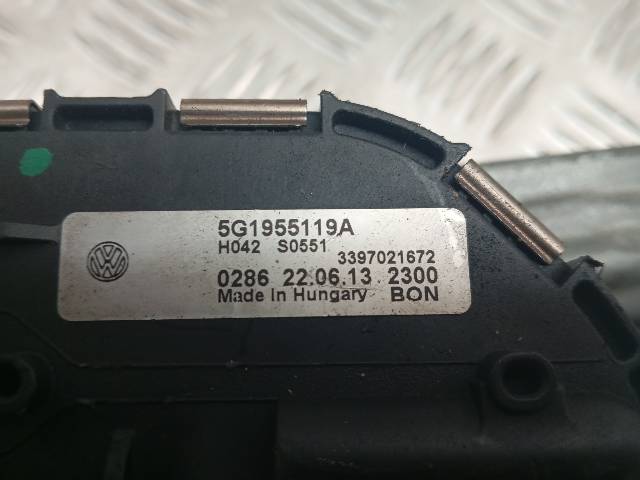 5G1955119A
H042 S0551
3397021672
0286 22.06.13 2300
Made In Hungary BON